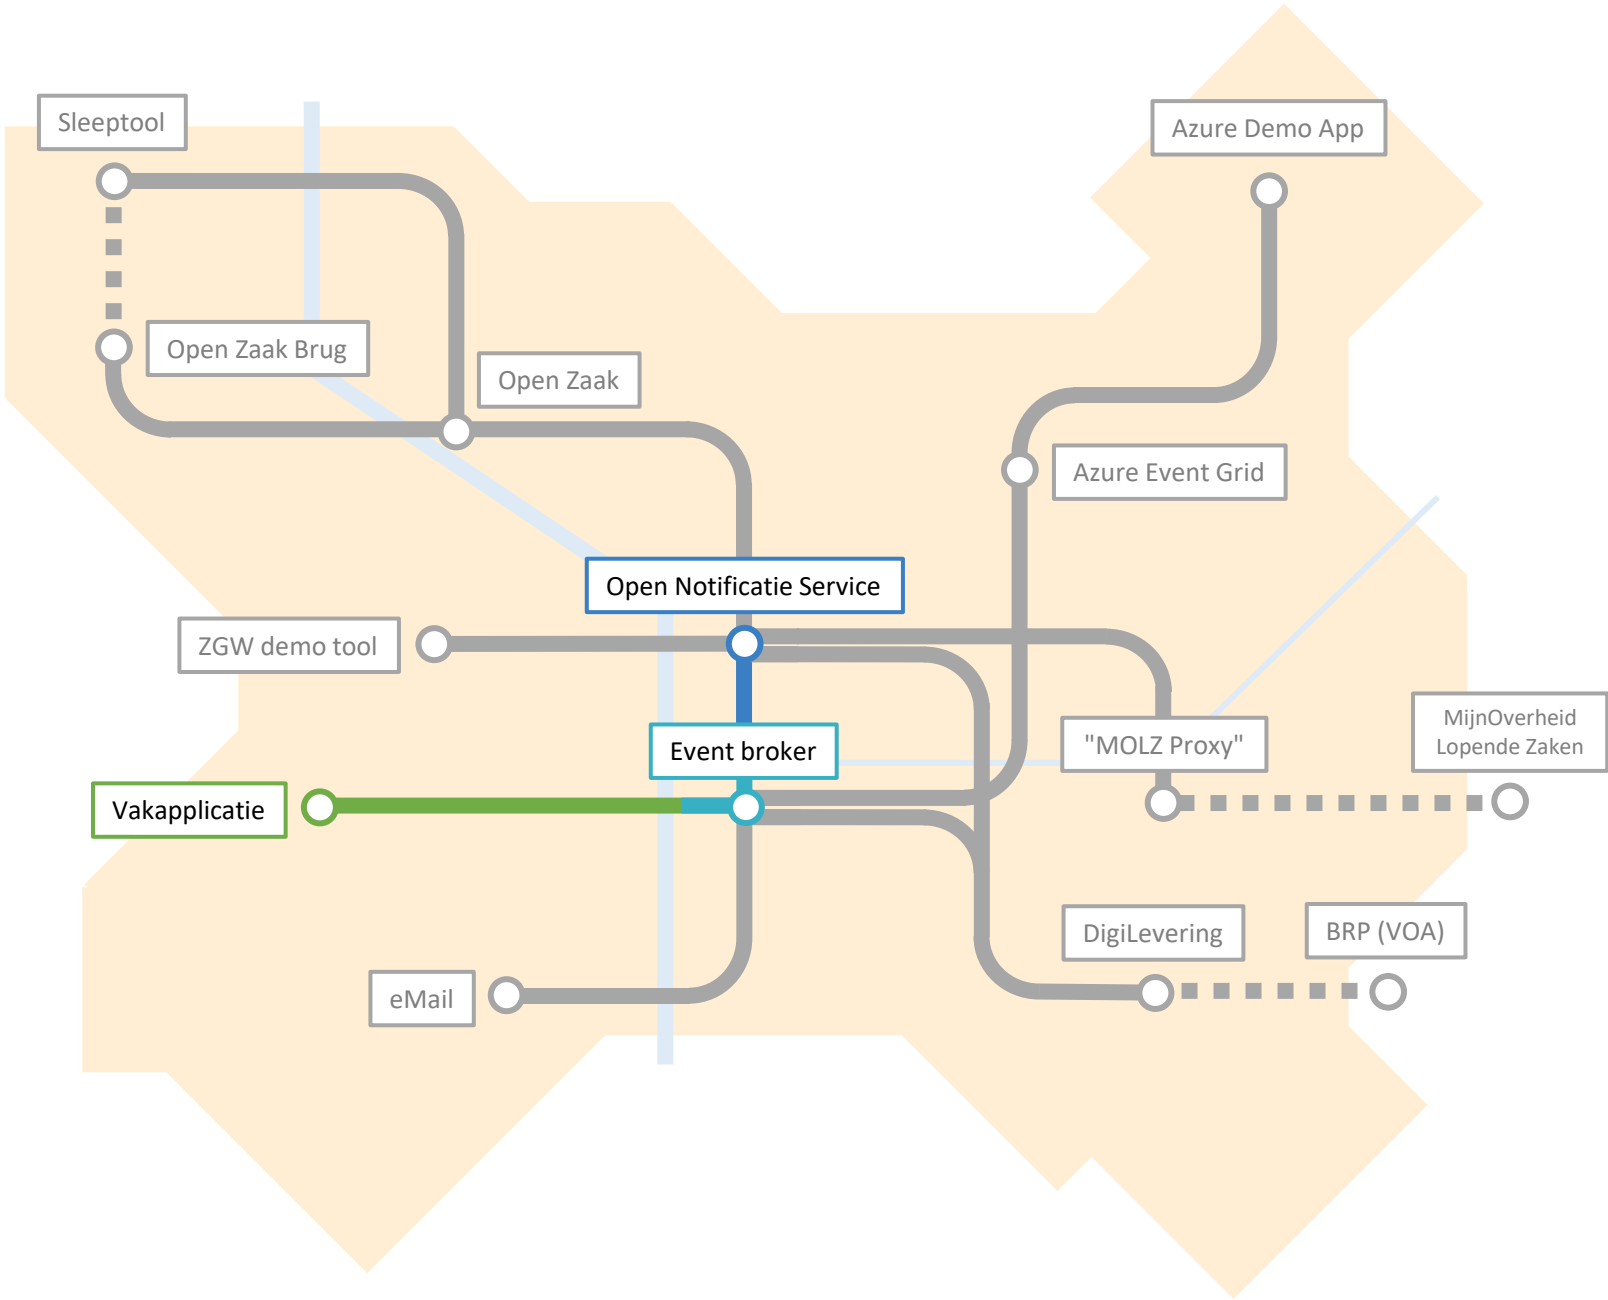 Sleeptool
Azure Demo App
Open Zaak Brug
Open Zaak
Azure Event Grid
Open Notificatie Service
ZGW demo tool
Event broker
"MOLZ Proxy"
MijnOverheid
Lopende Zaken
Vakapplicatie
DigiLevering
BRP (VOA)
eMail